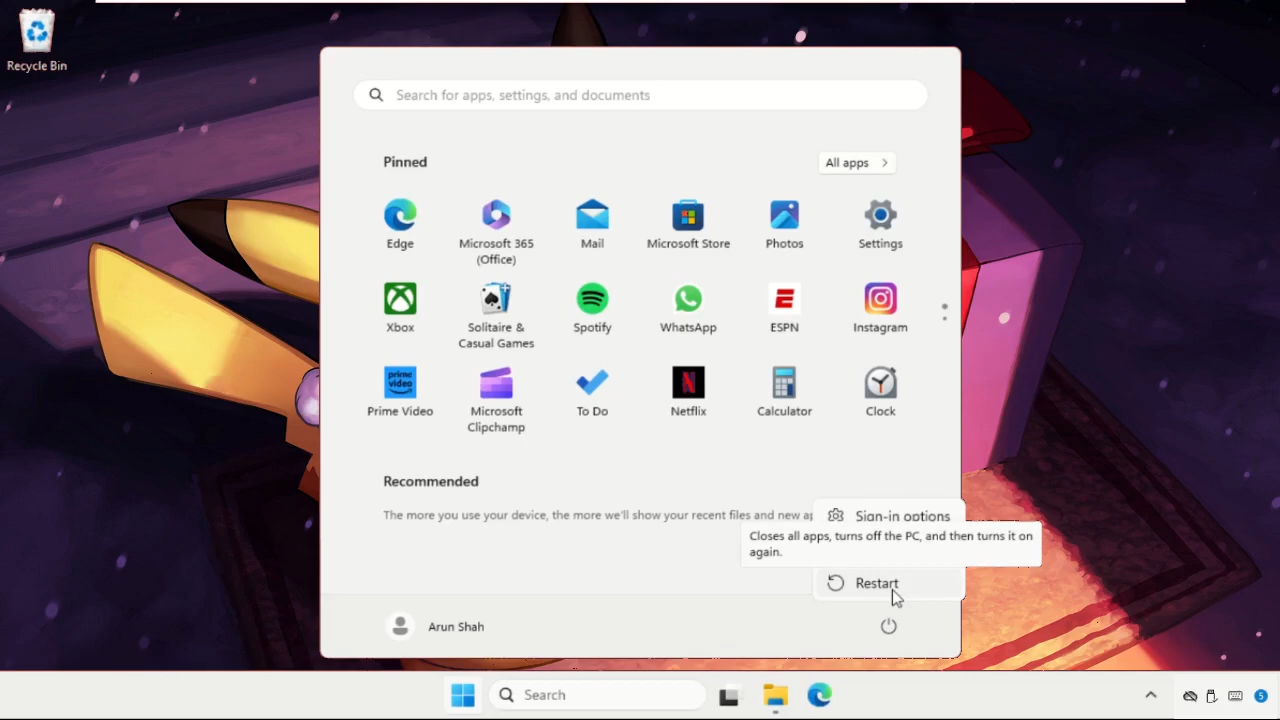 Recycle Bin
Search for apps, settings, and documents
Pinned
All apps
Edge
Microsoft 365
(Office)
Mail
Microsoft Store
Photos
Settings
Xbox
Solitaire &
Casual Games
Spotify
WhatsApp
ESPN
Instagram
prime
video
Prime Video
Microsoft
Clipchamp
To Do
Netflix
Calculator
Clock
Recommended
The more you use your device, the more we'll show your recent files and new ap
Sign-in options
Closes all apps, turns off the PC, and then turns it on
again.
Restart
Arun Shah
Search
5